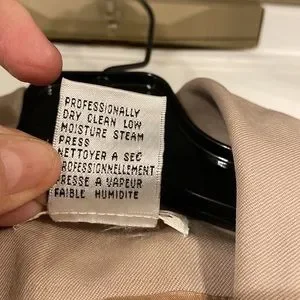 PROFESSIONALLY
DRY CLEAN LOW
MOISTURE STEAM
PRESS
NETTOYER A SEC
PROFESSIONNELLEMENT
PRESSE A VAPEUR
FAIBLE HUMIDITE